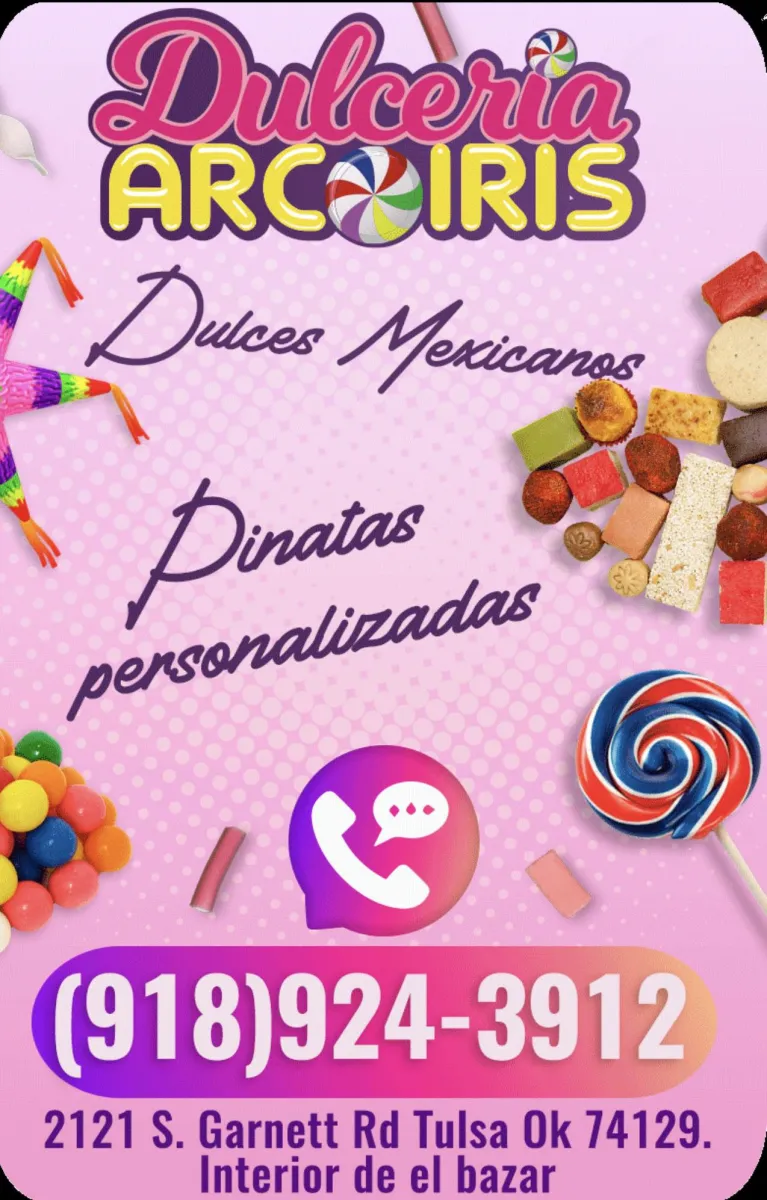 Dulceria
ARCOIRIS
Dulces Mexicanos
Pinatas
personalizadas
(918)924-3912
2121 S. Garnett Rd Tulsa Ok 74129.
Interior de el bazar